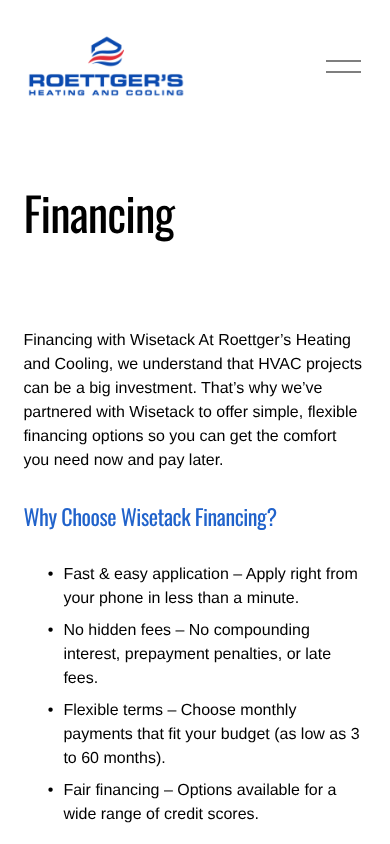 ROETTGER'S
HEATING AND COOLING
Financing
Financing with Wisetack At Roettger’s Heating
and Cooling, we understand that HVAC projects
can be a big investment. That’s why we’ve
partnered with Wisetack to offer simple, flexible
financing options so you can get the comfort
you need now and pay later.
Why Choose Wisetack Financing?
• Fast & easy application – Apply right from
your phone in less than a minute.
• No hidden fees – No compounding
interest, prepayment penalties, or late
fees.
• Flexible terms – Choose monthly
payments that fit your budget (as low as 3
to 60 months).
• Fair financing – Options available for a
wide range of credit scores.